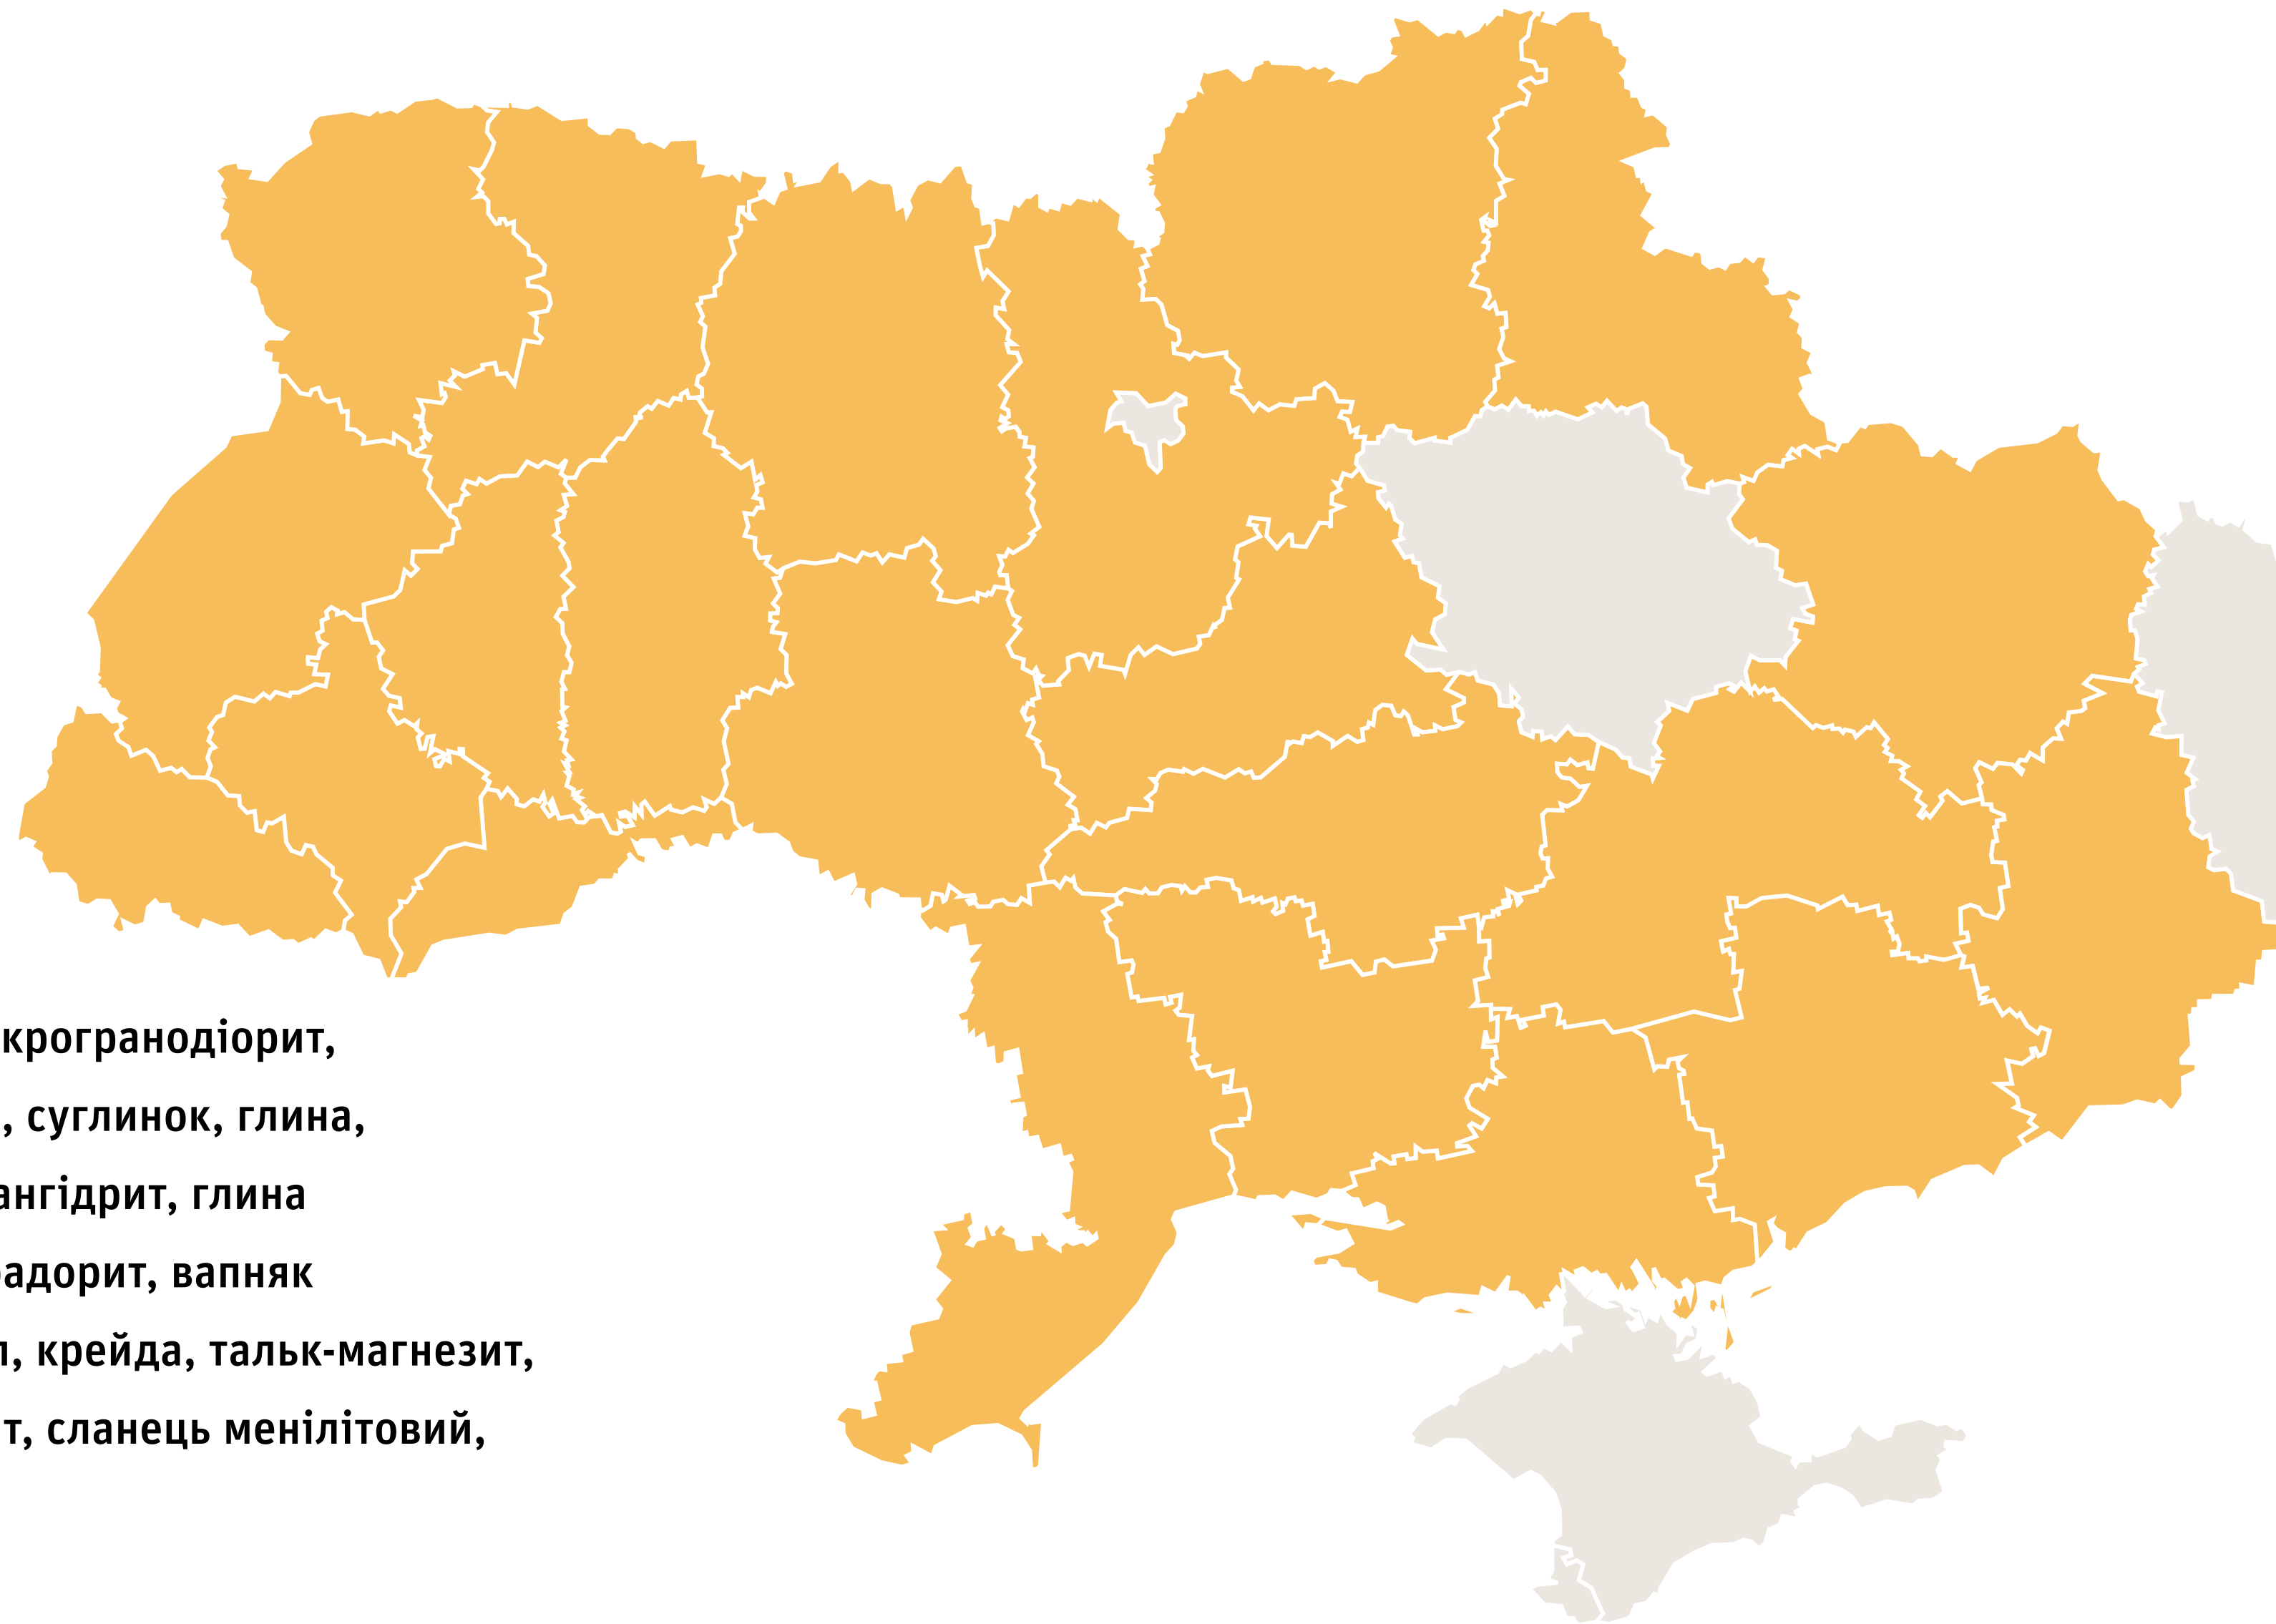 крогранодіорит,
, суглинок, глина,
ангідрит, глина
адорит, вапняк
, крейда, тальк-магнезит,
т, сланець менілітовий,